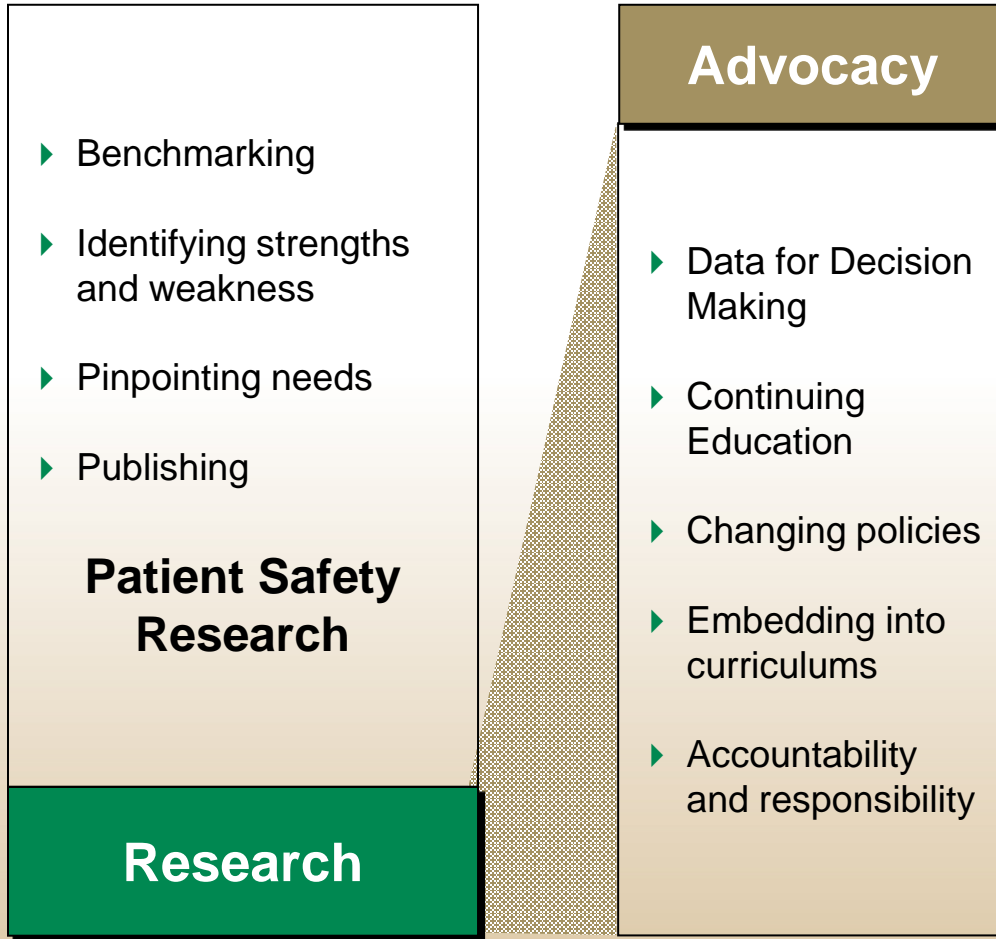 Benchmarking
Identifying strengths
and weakness
Pinpointing needs
Publishing
Patient Safety
Research
Research
Advocacy
Data for Decision
Making
Continuing
Education
Changing policies
Embedding into
curriculums
Accountability
and responsibility